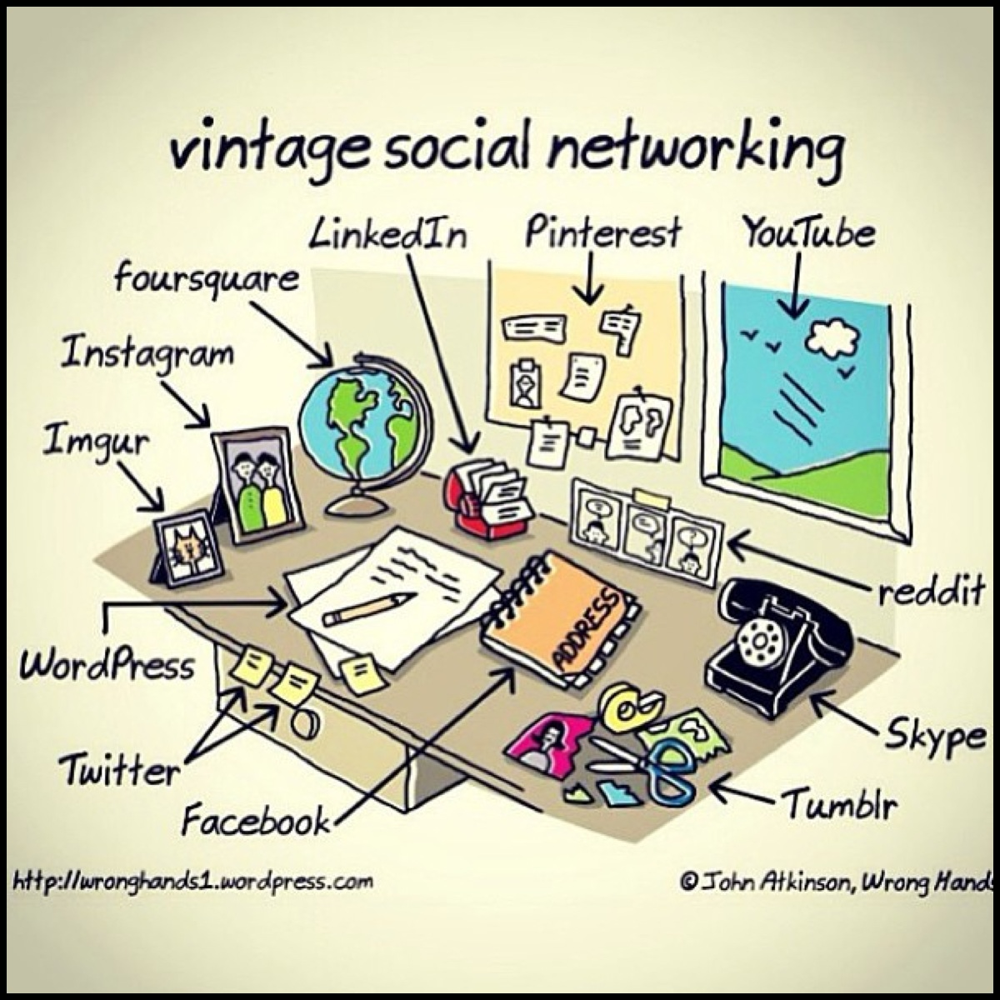 vintage social networking
LinkedIn
Pinterest
YouTube
foursquare
Instagram
Imgur
reddit
WordPress
ADDRESS
Skype
Twitter
Tumblr
Facebook
http://wronghands1.wordpress.com
© John Atkinson, Wrong Hands